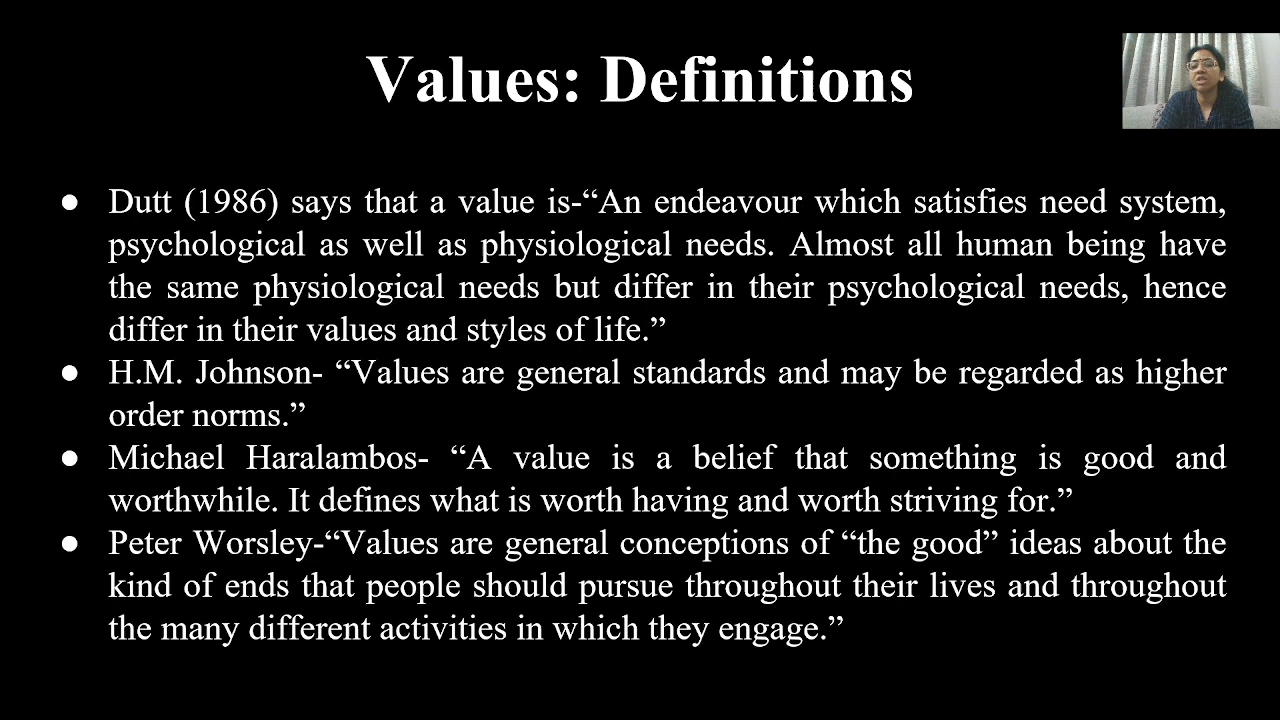 Values: Definitions
● Dutt (1986) says that a value is-“An endeavour which satisfies need system,
psychological as well as physiological needs. Almost all human being have
the same physiological needs but differ in their psychological needs, hence
differ in their values and styles of life.”
● H.M. Johnson- “Values are general standards and may be regarded as higher
order norms.”
● Michael Haralambos- “A value is a belief that something is good and
worthwhile. It defines what is worth having and worth striving for.”
● Peter Worsley-“Values are general conceptions of “the good” ideas about the
kind of ends that people should pursue throughout their lives and throughout
the many different activities in which they engage.”